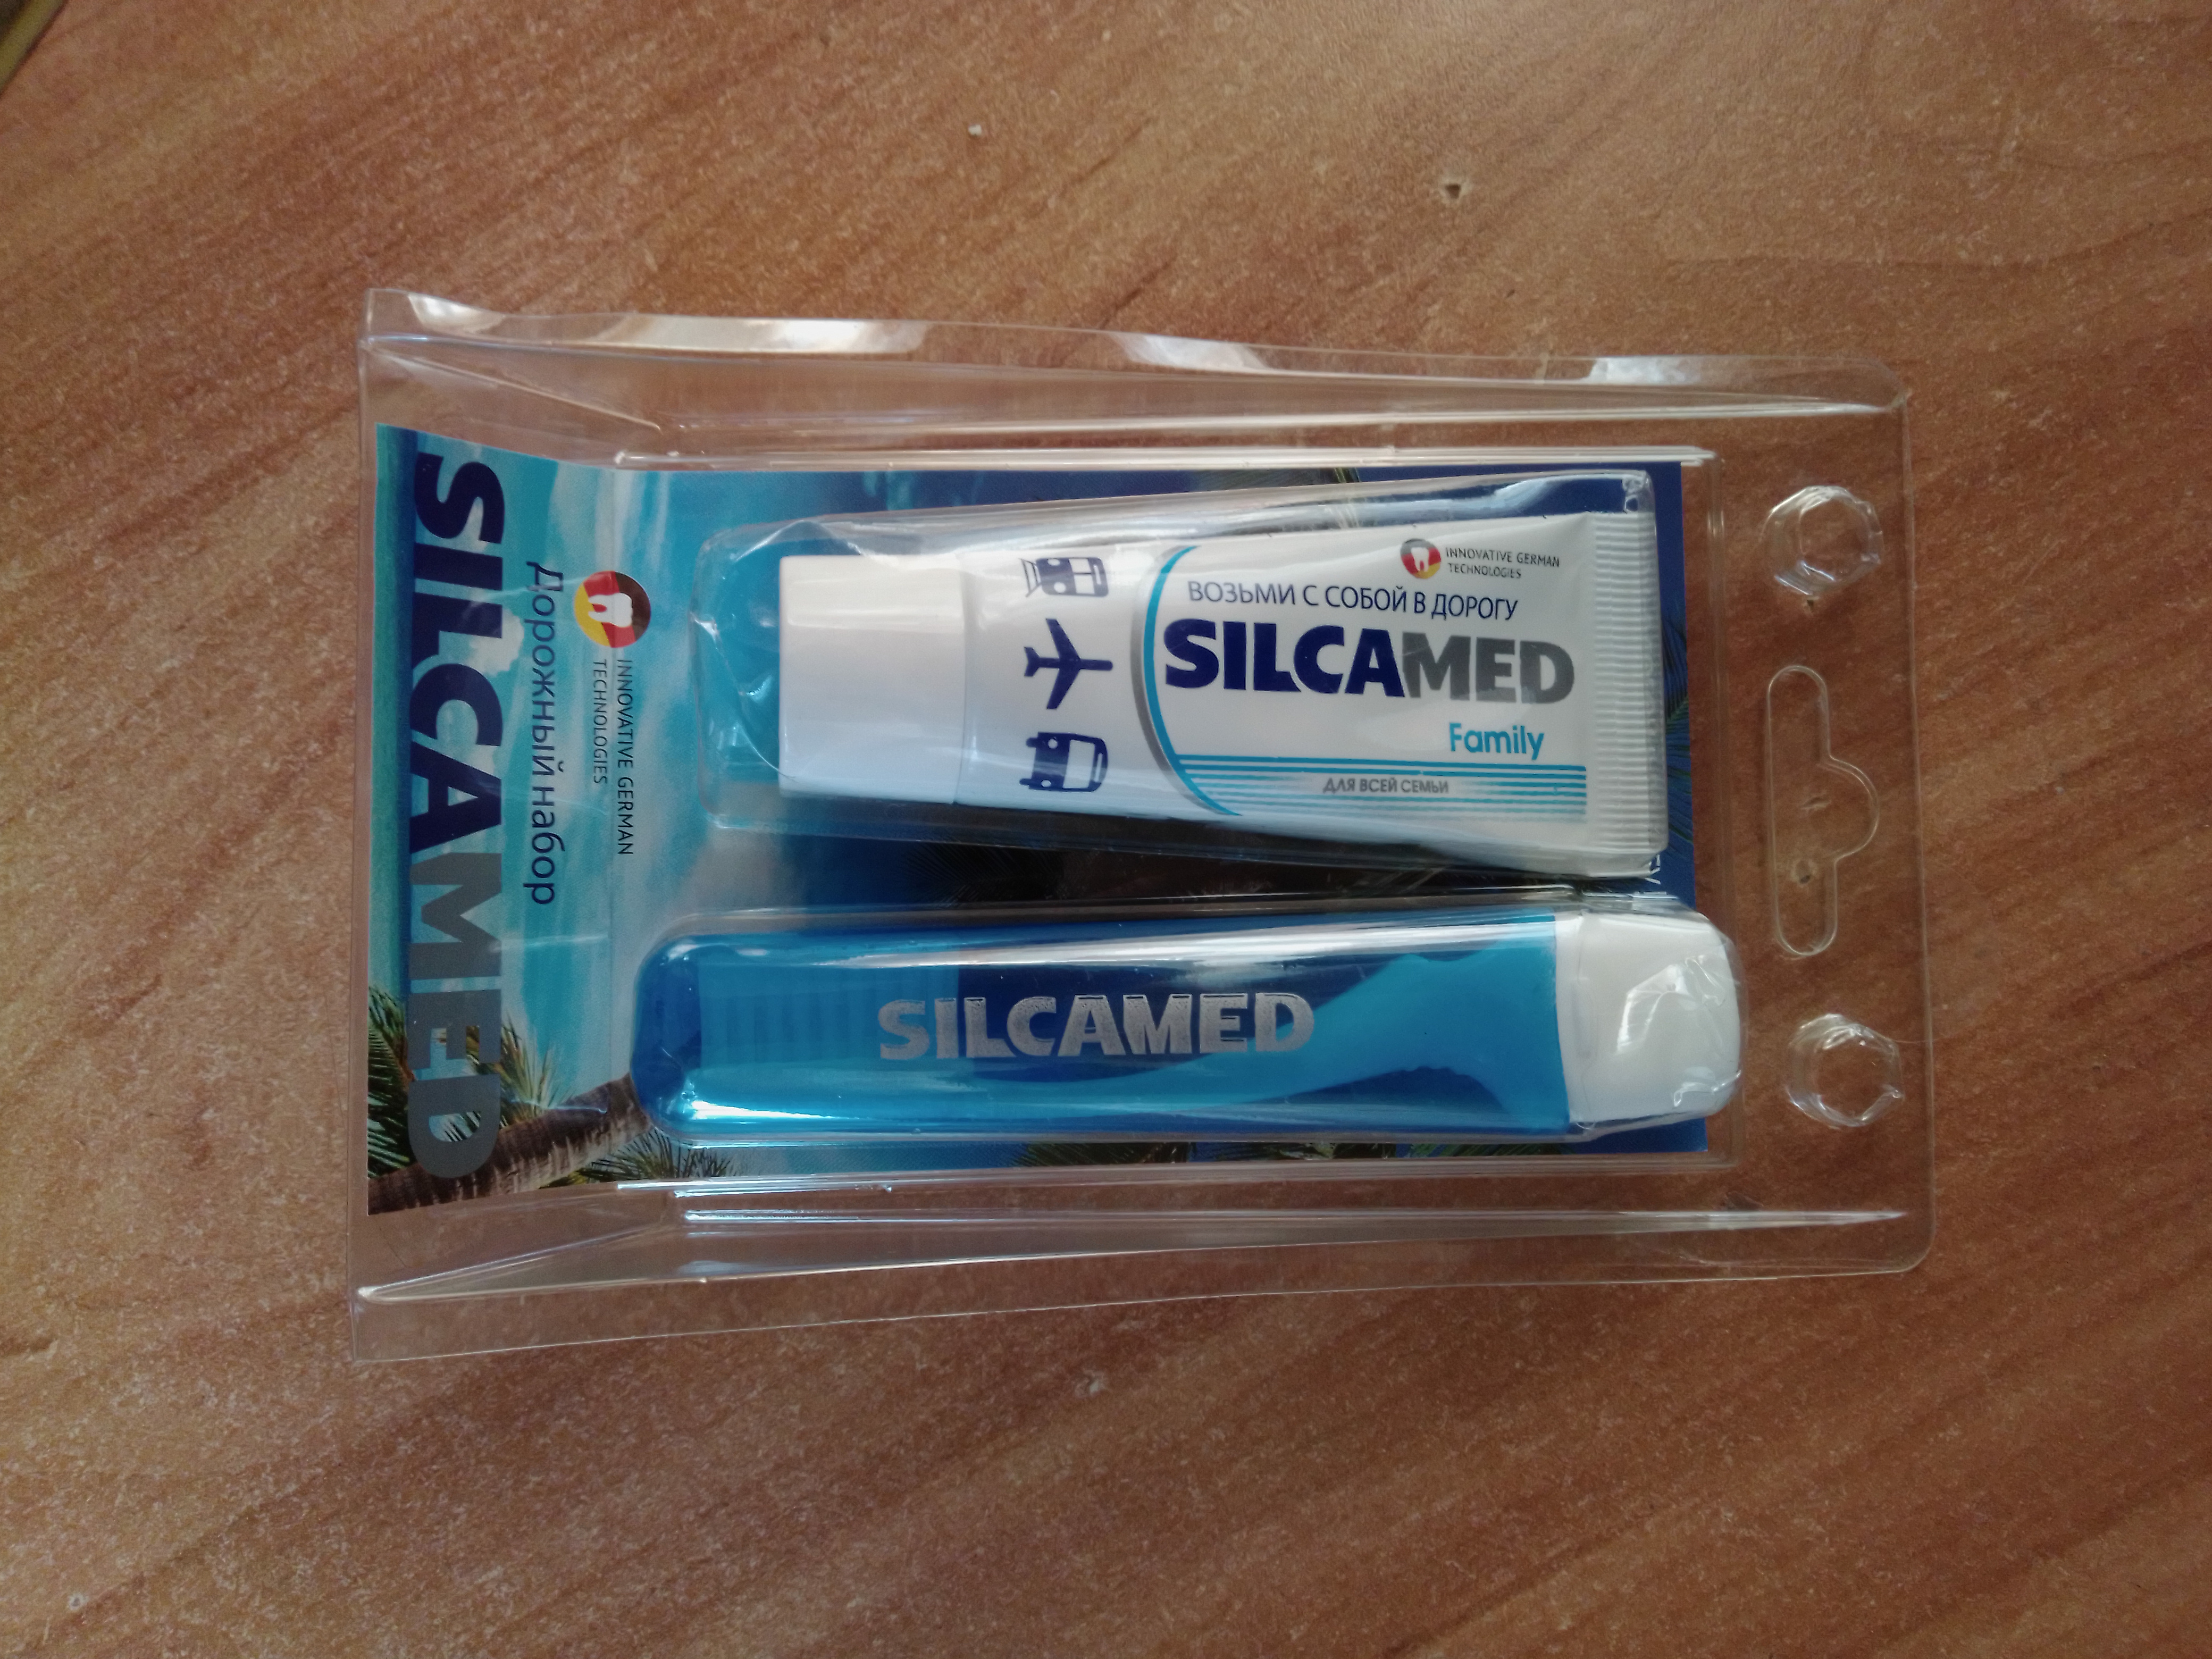 SILCAMED
Дорожный набор
INNOVATIVE GERMAN
TECHNOLOGIES
INNOVATIVE GERMAN
TECHNOLOGIES
ВОЗЬМИ С СОБОЙ В ДОРОГУ
SILCAMED
Family
ДЛЯ ВСЕЙ СЕМЬИ
SILCAMED